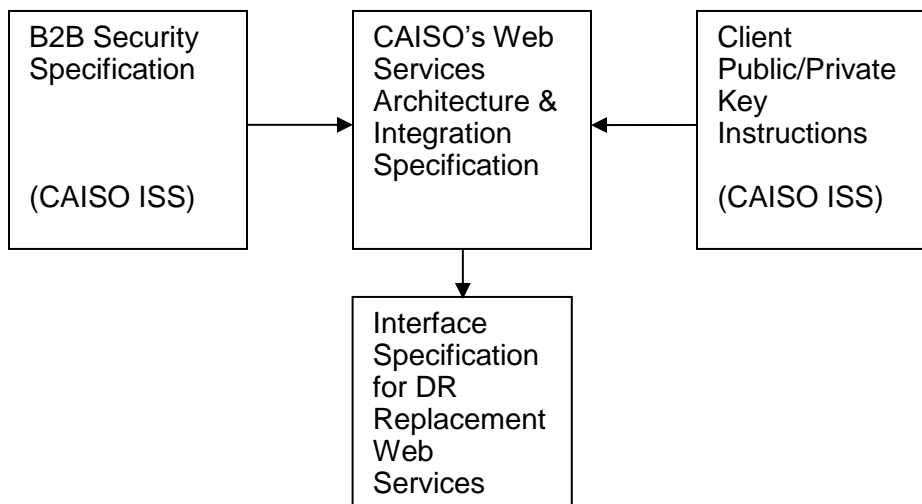 B2B Security
Specification
(CAISO ISS)
CAISO’s Web
Services
Architecture &
Integration
Specification
Client
Public/Private
Key
Instructions
(CAISO ISS)
Interface
Specification
for DR
Replacement
Web
Services